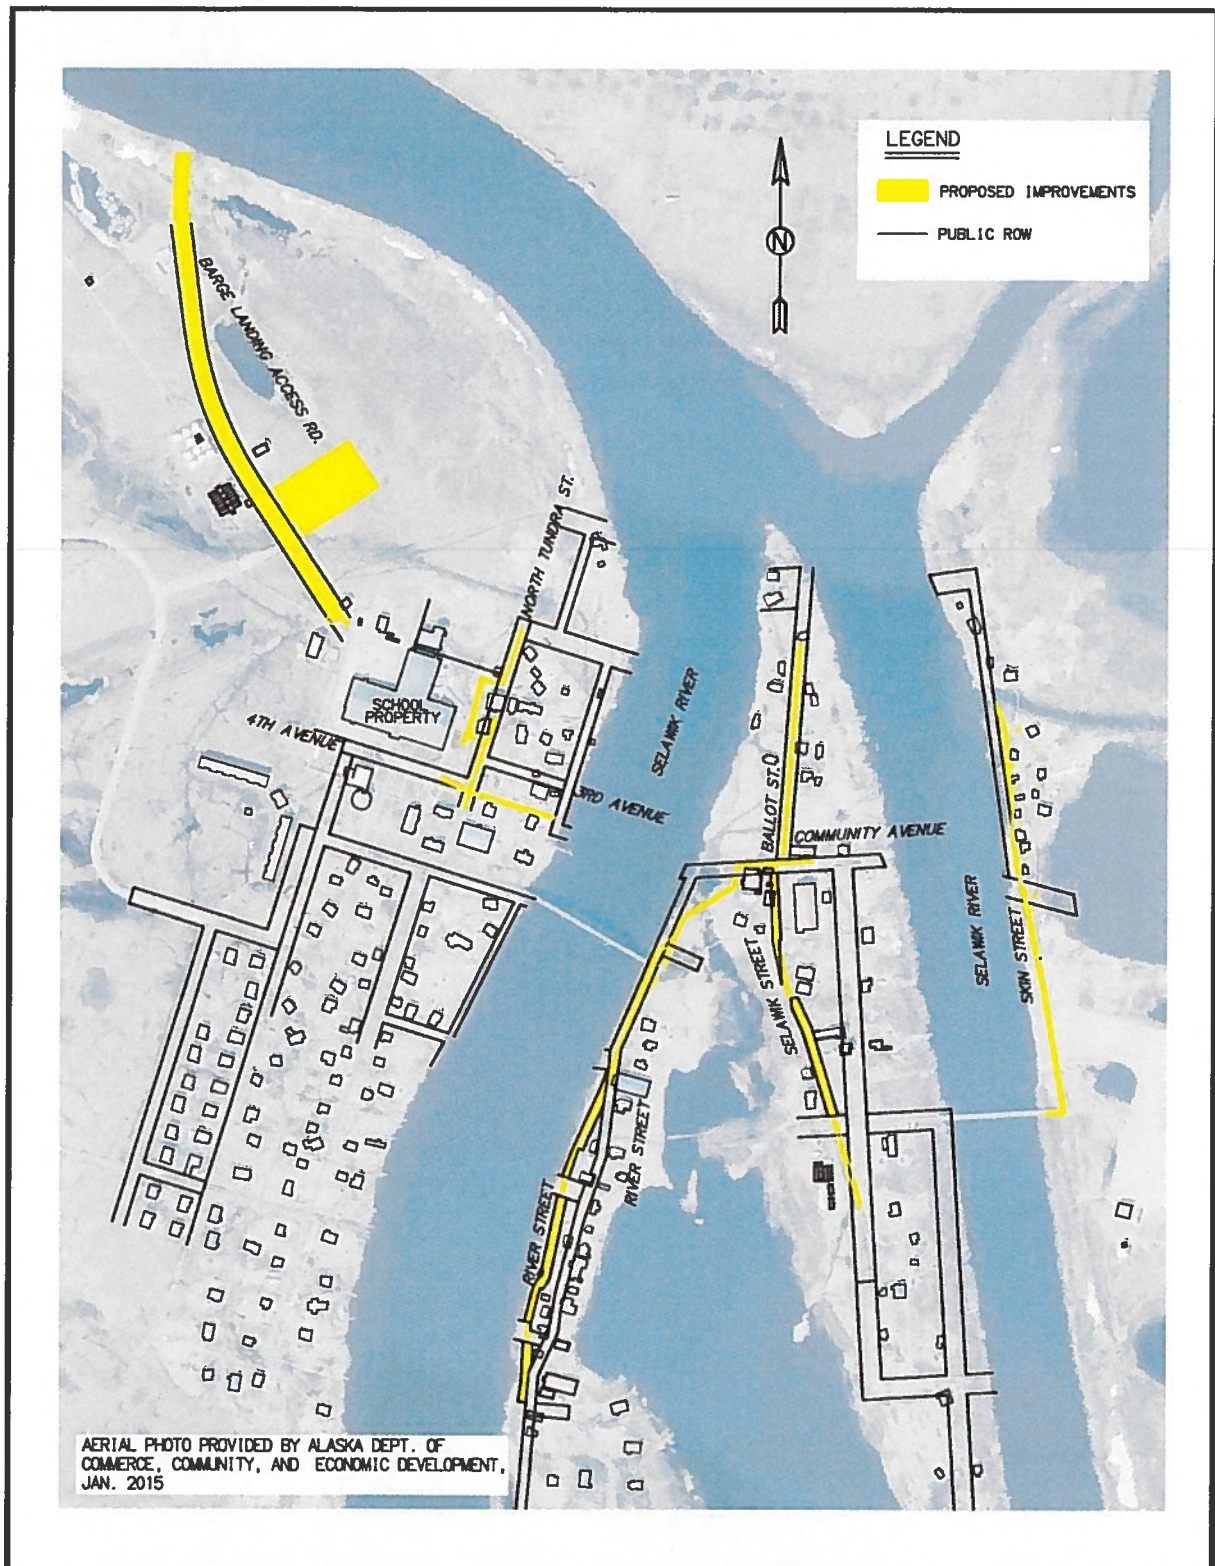 LEGEND
PROPOSED IMPROVEMENTS
PUBLIC ROW
N
BARGE LANDING ACCESS RD.
NORTH TUNDRA ST.
SCHOOL
PROPERTY
4TH AVENUE
3RD AVENUE
SELAWIK RIVER
BALLOT ST.
COMMUNITY AVENUE
SELAWIK STREET
SELAWIK RIVER
SKIN STREET
RIVER STREET
RIVER STREET
AERIAL PHOTO PROVIDED BY ALASKA DEPT. OF
COMMERCE, COMMUNITY, AND ECONOMIC DEVELOPMENT,
JAN. 2015